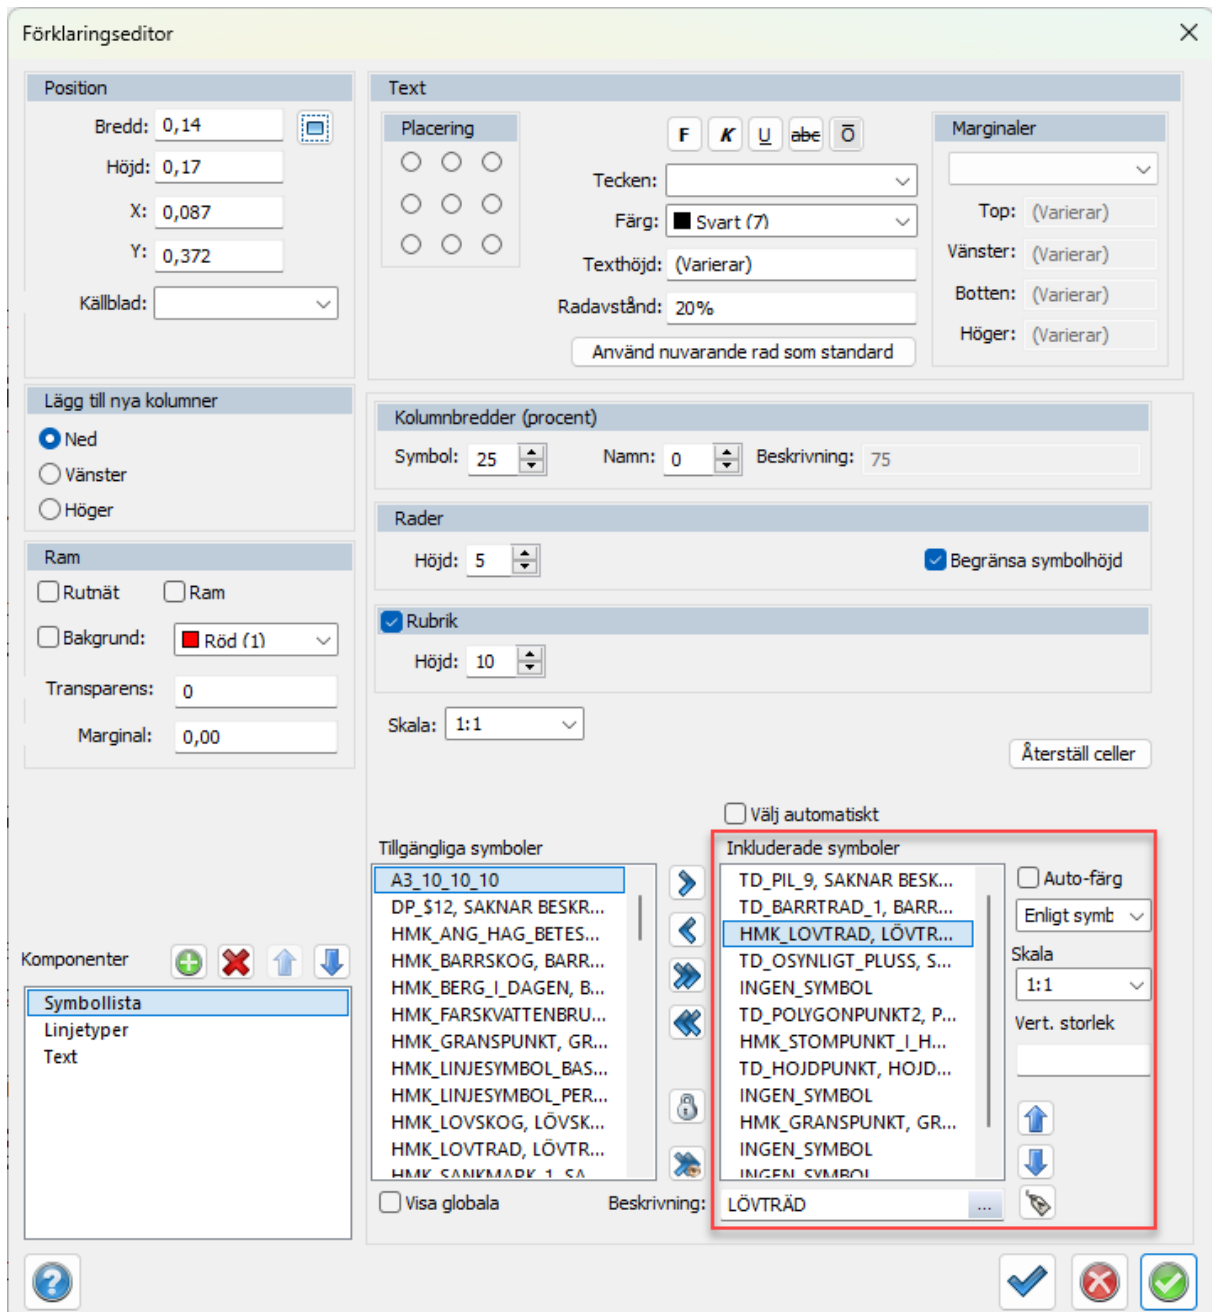 Förklaringseditor
Position
Bredd: 0,14
Höjd: 0,17
X: 0,087
Y: 0,372
Källblad:
Text
Placering
F K U abc O
Tecken:
Färg: Svart (7)
Texthöjd: (Varierar)
Radavstånd: 20%
Använd nuvarande rad som standard
Marginaler
Top: (Varierar)
Vänster: (Varierar)
Botten: (Varierar)
Höger: (Varierar)
Lägg till nya kolumner
Ned
Vänster
Höger
Ram
Rutnät Ram
Bakgrund: Röd (1)
Transparens: 0
Marginal: 0,00
Kolumnbredder (procent)
Symbol: 25 Namn: 0 Beskrivning: 75
Rader
Höjd: 5 Begränsa symbolhöjd
Rubrik
Höjd: 10
Skala: 1:1
Återställ celler
Välj automatiskt
Komponenter
Symbollista
Linjetyper
Text
Tillgängliga symboler
A3_10_10_10
DP_$12, SAKNAR BESKR...
HMK_ANG_HAG_BETES...
HMK_BARRSKOG, BARR...
HMK_BERG_I_DAGEN, B...
HMK_FARSKVATTENBRU...
HMK_GRANSPUNKT, GR...
HMK_LINJESYMBOL_BAS...
HMK_LINJESYMBOL_PER...
HMK_LOVSKOG, LÖVSK...
HMK_LOVTRAD, LÖVTR...
HMK_SANKMARK_1, SA
Visa globala
Inkluderade symboler
TD_PIL_9, SAKNAR BESK...
TD_BARRTRAD_1, BARR...
HMK_LOVTRAD, LÖVTR...
TD_OSYNLIGT_PLUSS, S...
INGEN_SYMBOL
TD_POLYGONPUNKT2, P...
HMK_STOMPUNKT_I_H...
TD_HOJDPUNKT, HOJD...
INGEN_SYMBOL
HMK_GRANSPUNKT, GR...
INGEN_SYMBOL
INGEN_SYMBOL
Beskrivning: LÖVTRÄD ...
Auto-färg
Enligt symb
Skala
1:1
Vert. storlek